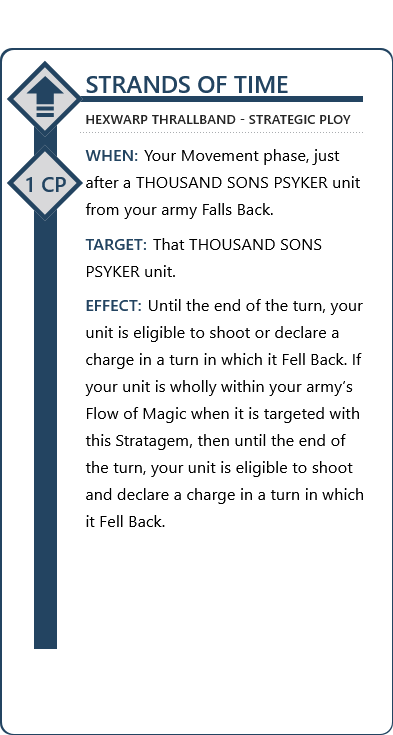 STRANDS OF TIME
HEXWARP THRALLBAND - STRATEGIC PLOY
WHEN: Your Movement phase, just
1 CP
after a THOUSAND SONS PSYKER unit
from your army Falls Back.
TARGET: That THOUSAND SONS
PSYKER unit.
EFFECT: Until the end of the turn, your
unit is eligible to shoot or declare a
charge in a turn in which it Fell Back. If
your unit is wholly within your army’s
Flow of Magic when it is targeted with
this Stratagem, then until the end of
the turn, your unit is eligible to shoot
and declare a charge in a turn in which
it Fell Back.